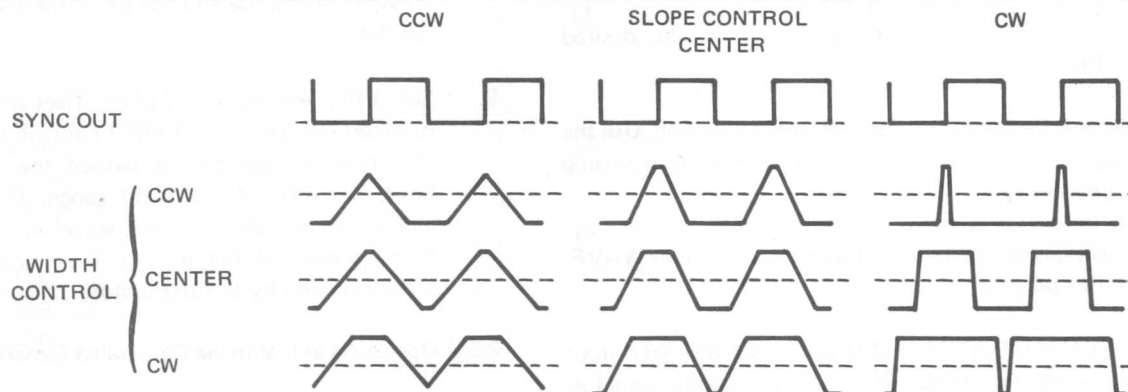 CCW
SLOPE CONTROL
CENTER
CW
SYNC OUT
CCW
WIDTH
CONTROL
CENTER
CW